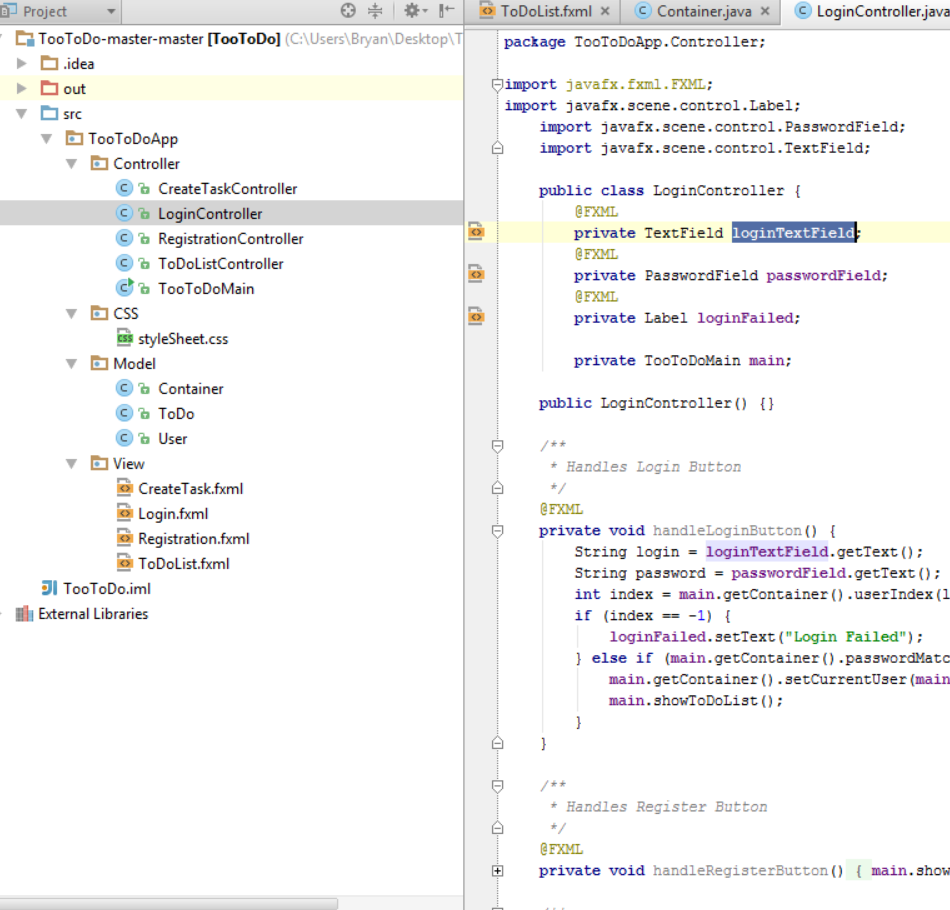 Project
TooToDo-master-master [TooToDo] (C:\Users\Bryan\Desktop\T
.idea
out
src
TooToDoApp
Controller
CreateTaskController
LoginController
RegistrationController
ToDoListController
TooToDoMain
CSS
styleSheet.css
Model
Container
ToDo
User
View
CreateTask.fxml
Login.fxml
Registration.fxml
ToDoList.fxml
TooToDo.iml
External Libraries
ToDoList.fxml × Container.java × LoginController.java
package TooToDoApp.Controller;
import javafx.fxml.FXML;
import javafx.scene.control.Label;
import javafx.scene.control.PasswordField;
import javafx.scene.control.TextField;
public class LoginController {
@FXML
private TextField loginTextField;
@FXML
private PasswordField passwordField;
@FXML
private Label loginFailed;
private TooToDoMain main;
public LoginController() {}
/**
* Handles Login Button
*/
@FXML
private void handleLoginButton() {
String login = loginTextField.getText();
String password = passwordField.getText();
int index = main.getContainer().userIndex(l
if (index == -1) {
loginFailed.setText("Login Failed");
} else if (main.getContainer().passwordMatc
main.getContainer().setCurrentUser(main
main.showToDoList();
}
}
/**
* Handles Register Button
*/
@FXML
private void handleRegisterButton() { main.show